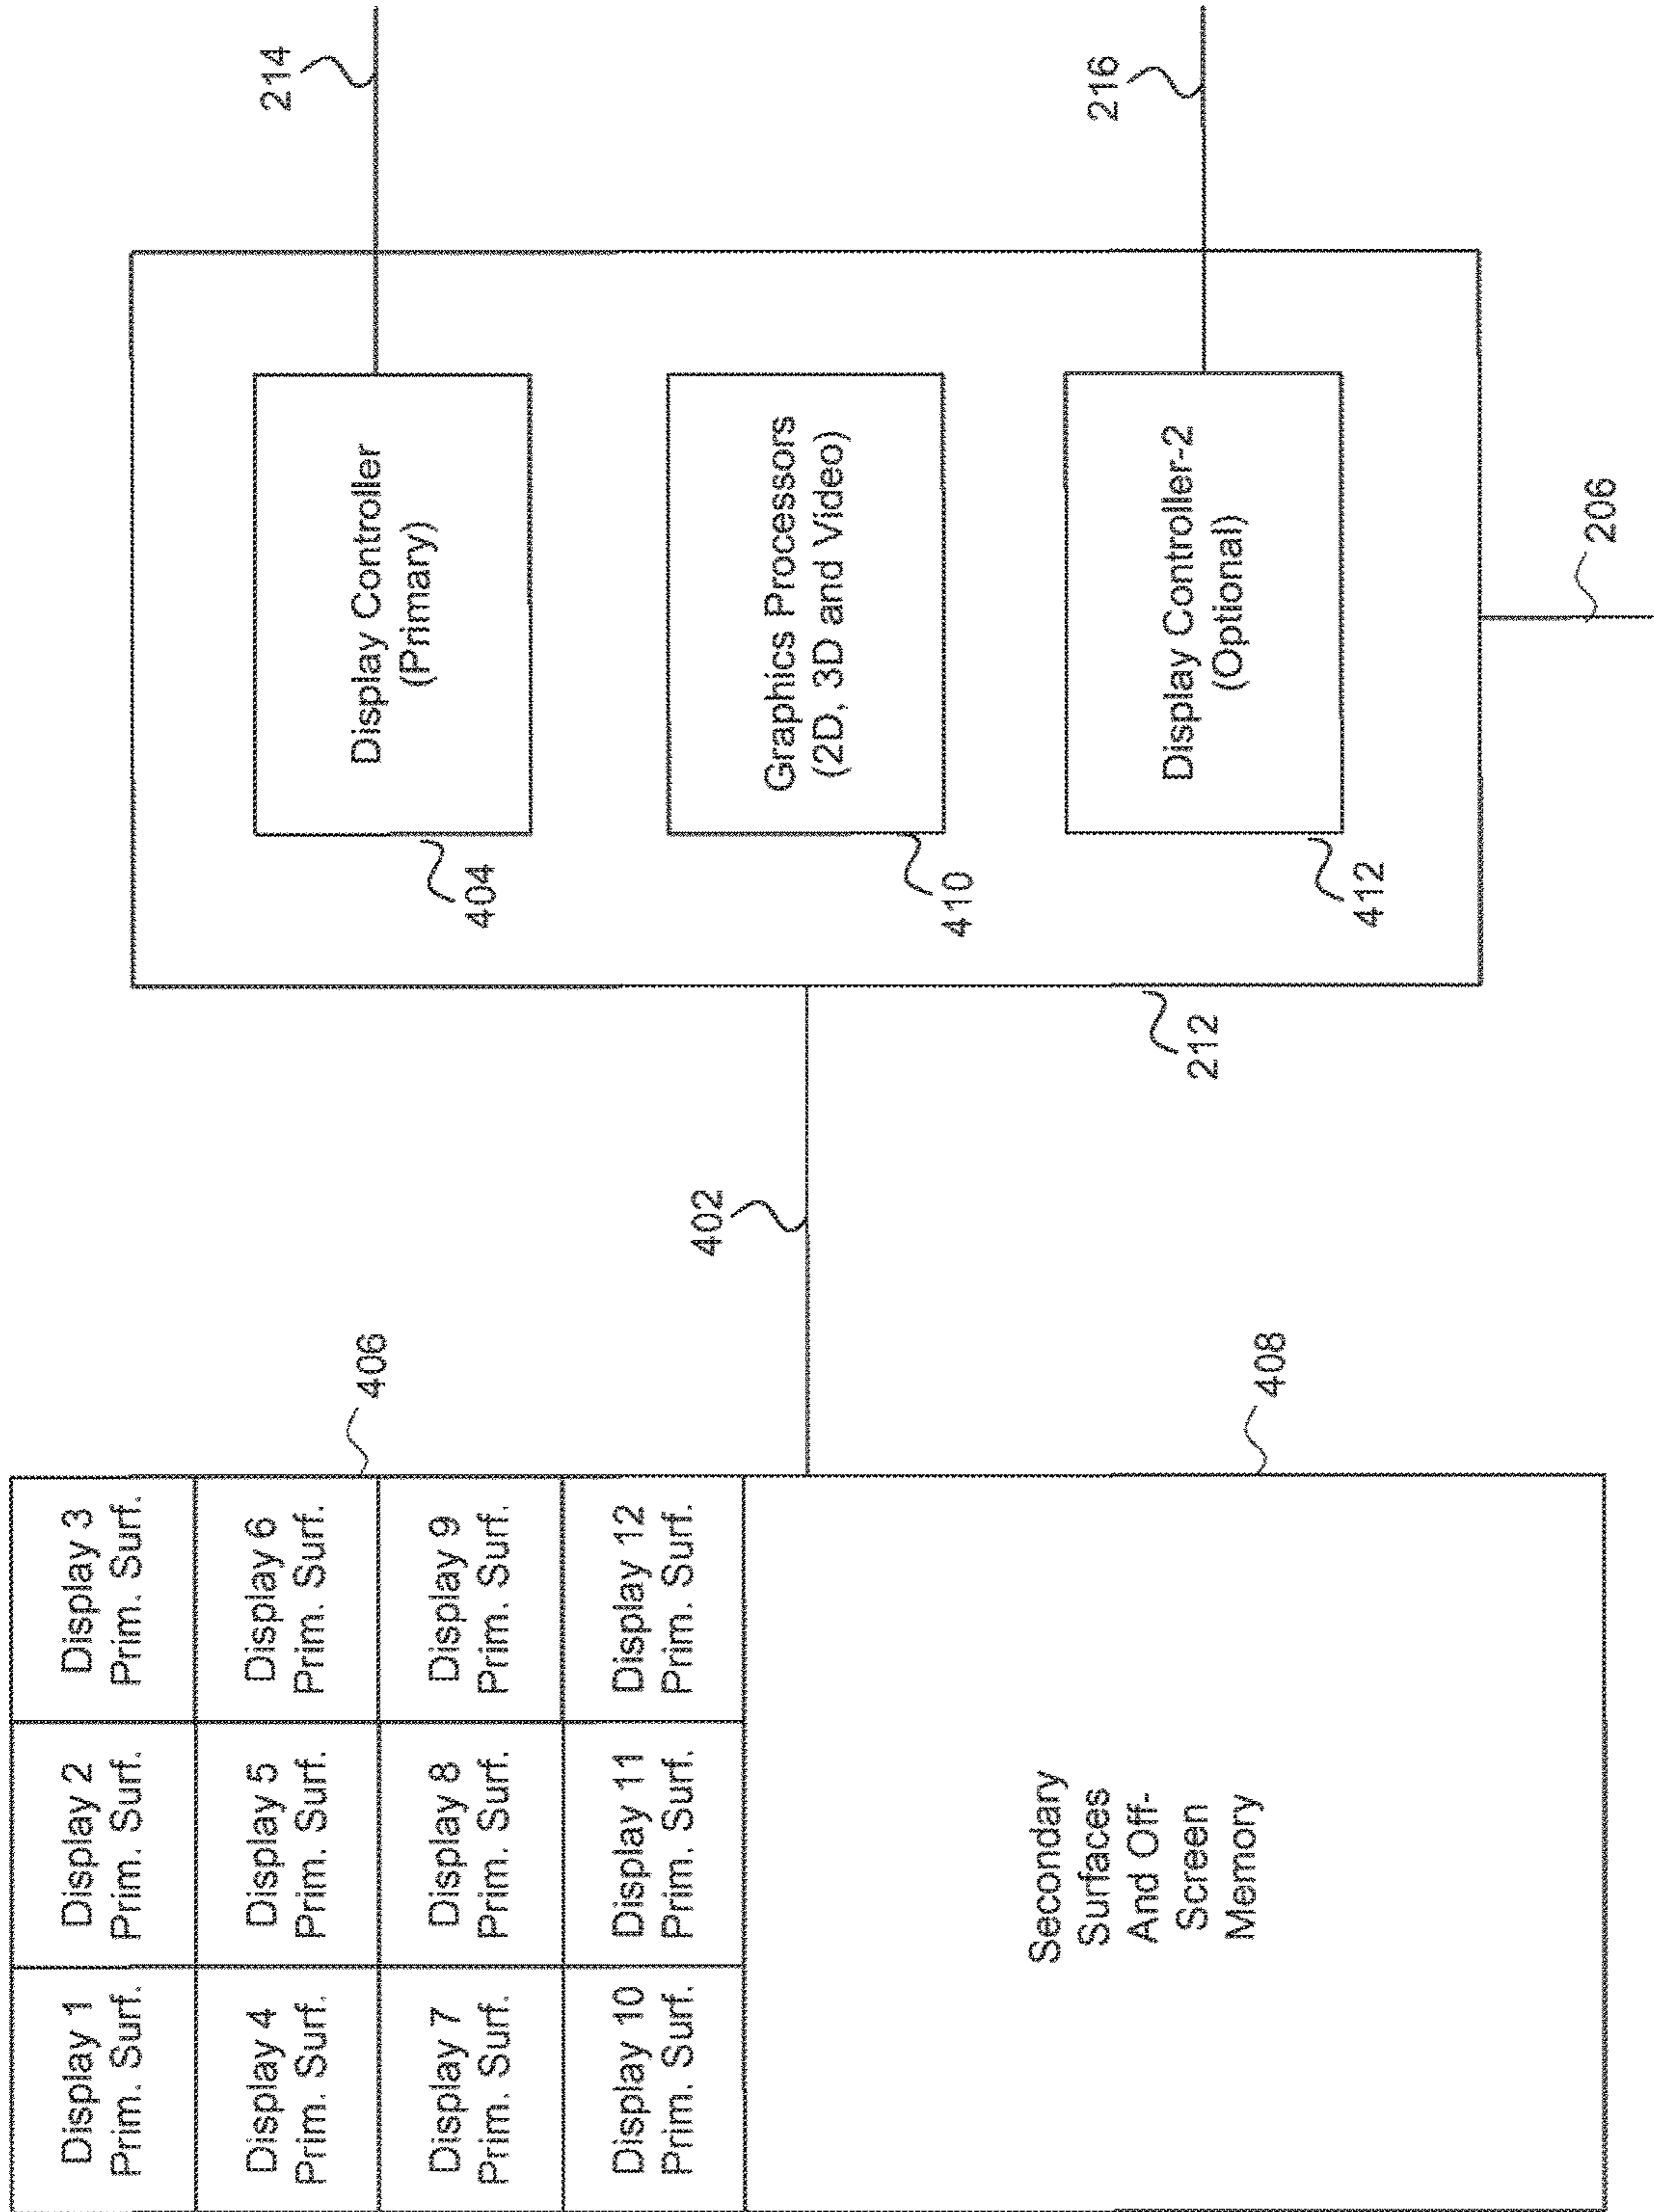 Display 1
Prim. Surf.
Display 2
Prim. Surf.
Display 3
Prim. Surf.
Display 4
Prim. Surf.
Display 5
Prim. Surf.
Display 6
Prim. Surf.
Display 7
Prim. Surf.
Display 8
Prim. Surf.
Display 9
Prim. Surf.
Display 10
Prim. Surf.
Display 11
Prim. Surf.
Display 12
Prim. Surf.
406
Secondary
Surfaces
And Off-
Screen
Memory
408
402
212
Display Controller
(Primary)
404
214
Graphics Processors
(2D, 3D and Video)
410
Display Controller-2
(Optional)
412
216
206